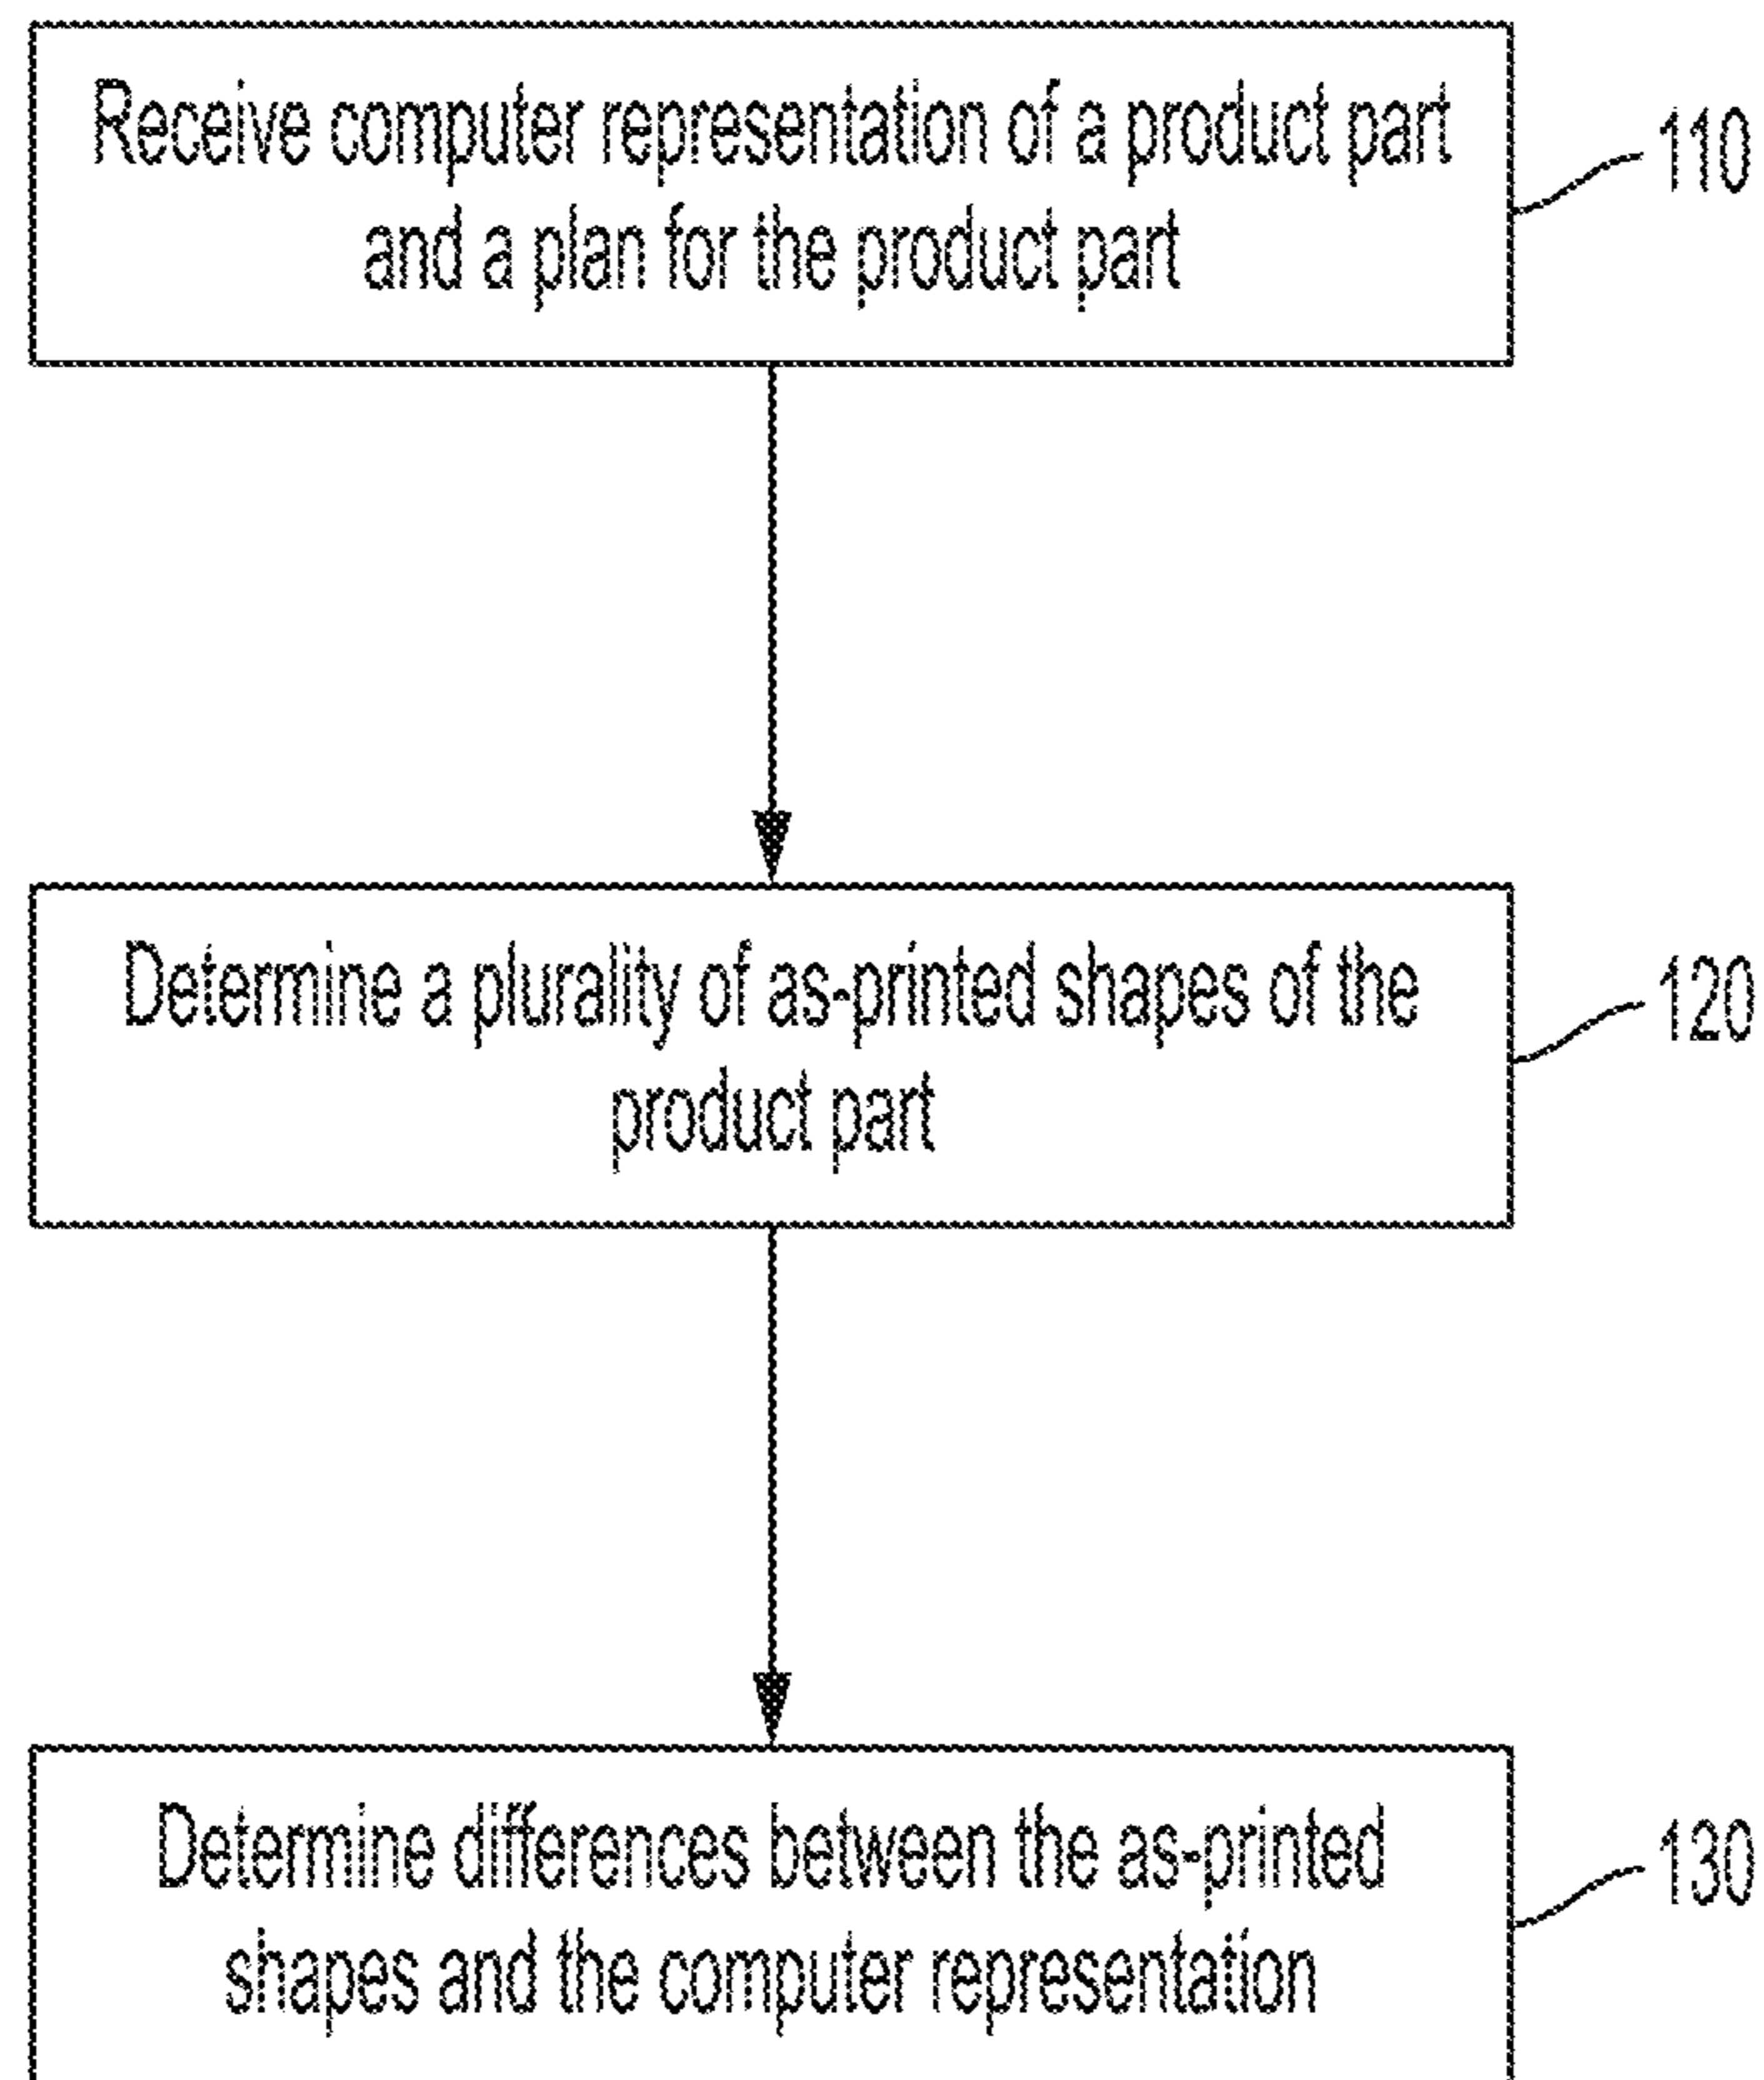 Receive computer representation of a product part
and a plan for the product part
110
Determine a plurality of as-printed shapes of the
product part
120
Determine differences between the as-printed
shapes and the computer representation
130